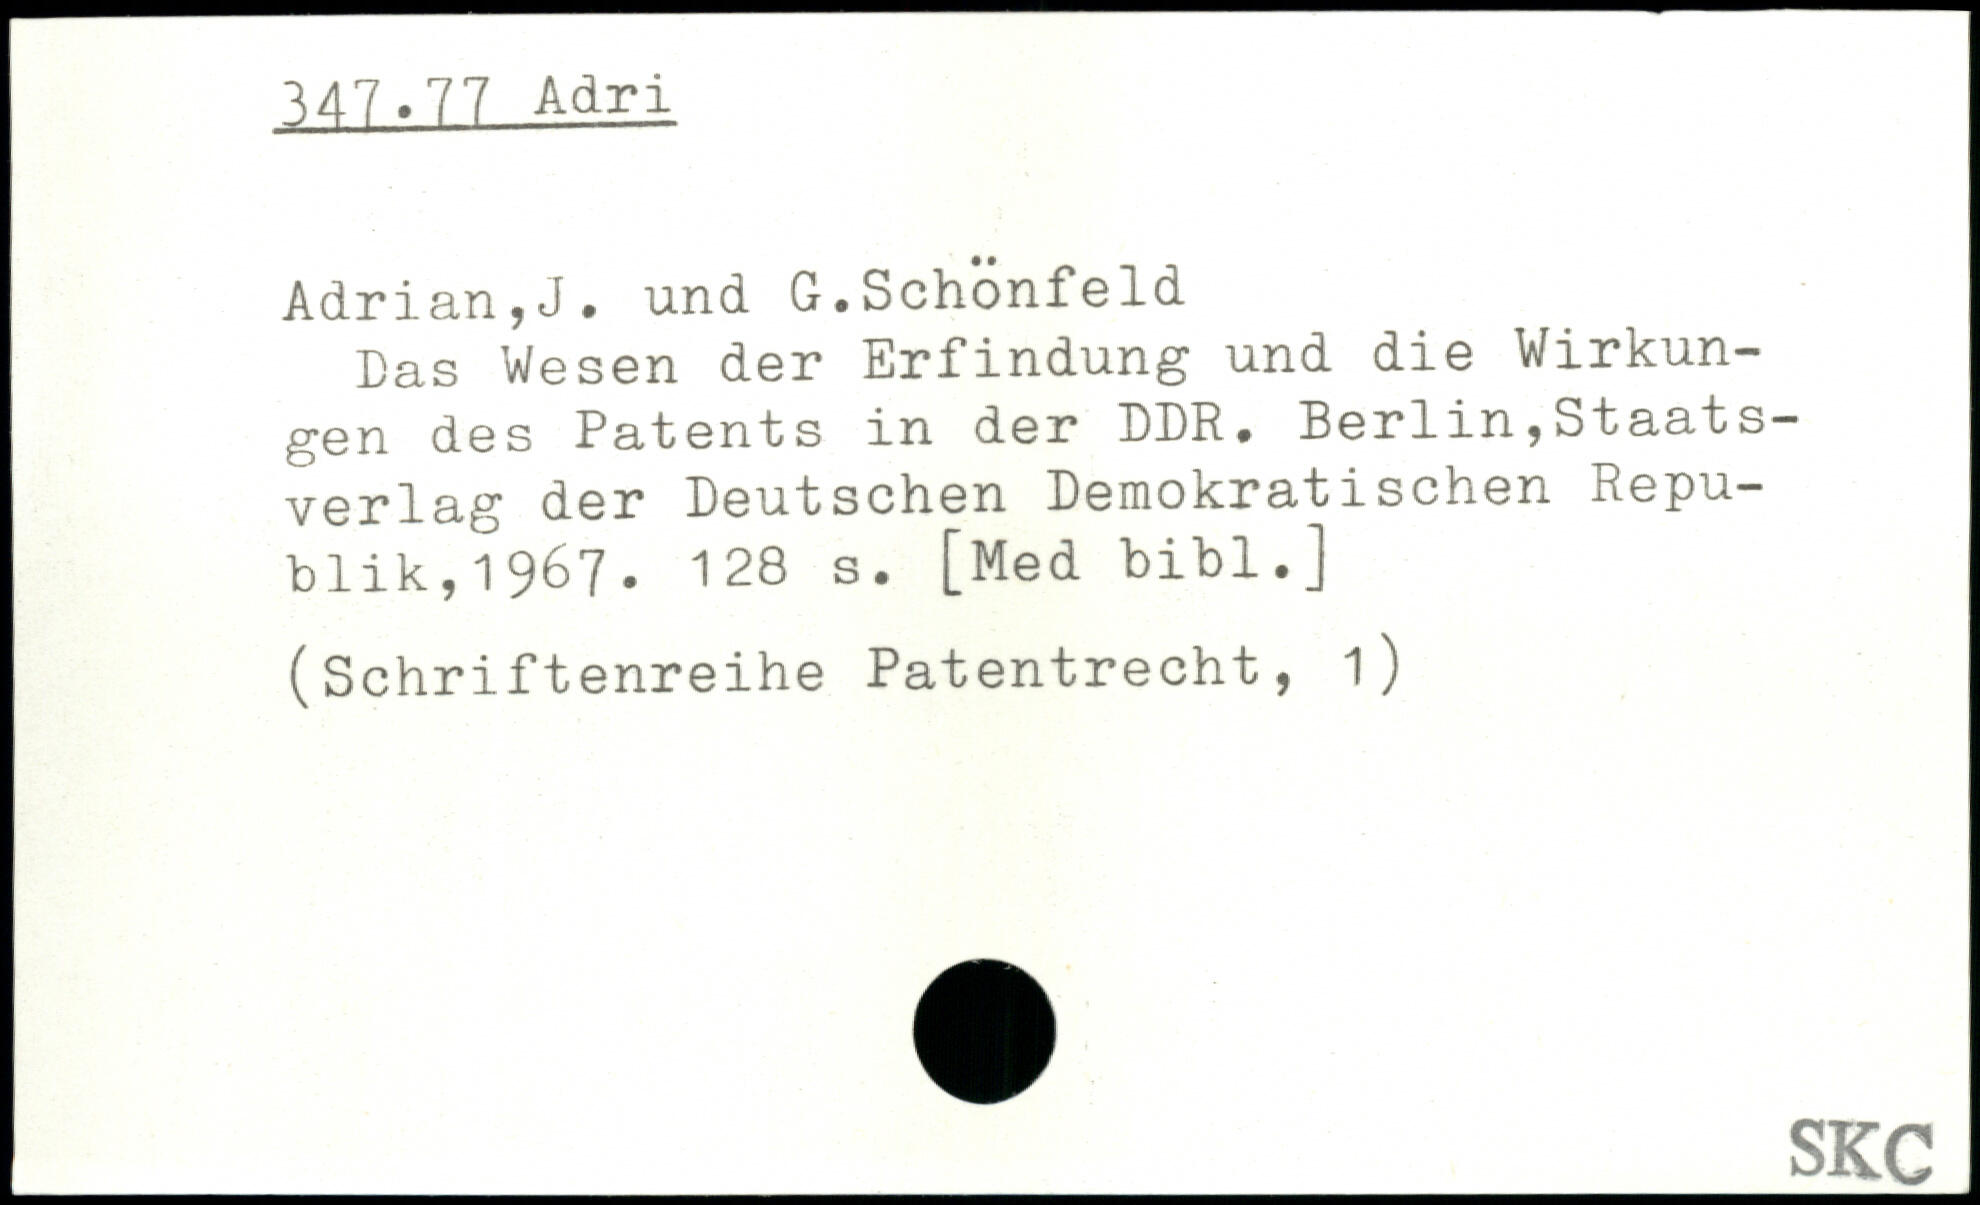 347.77 Adri
Adrian,J. und G.Schönfeld
Das Wesen der Erfindung und die Wirkun-
gen des Patents in der DDR. Berlin,Staats-
verlag der Deutschen Demokratischen Repu-
blik,1967. 128 s. [Med bibl.]
(Schriftenreihe Patentrecht, 1)
SKC